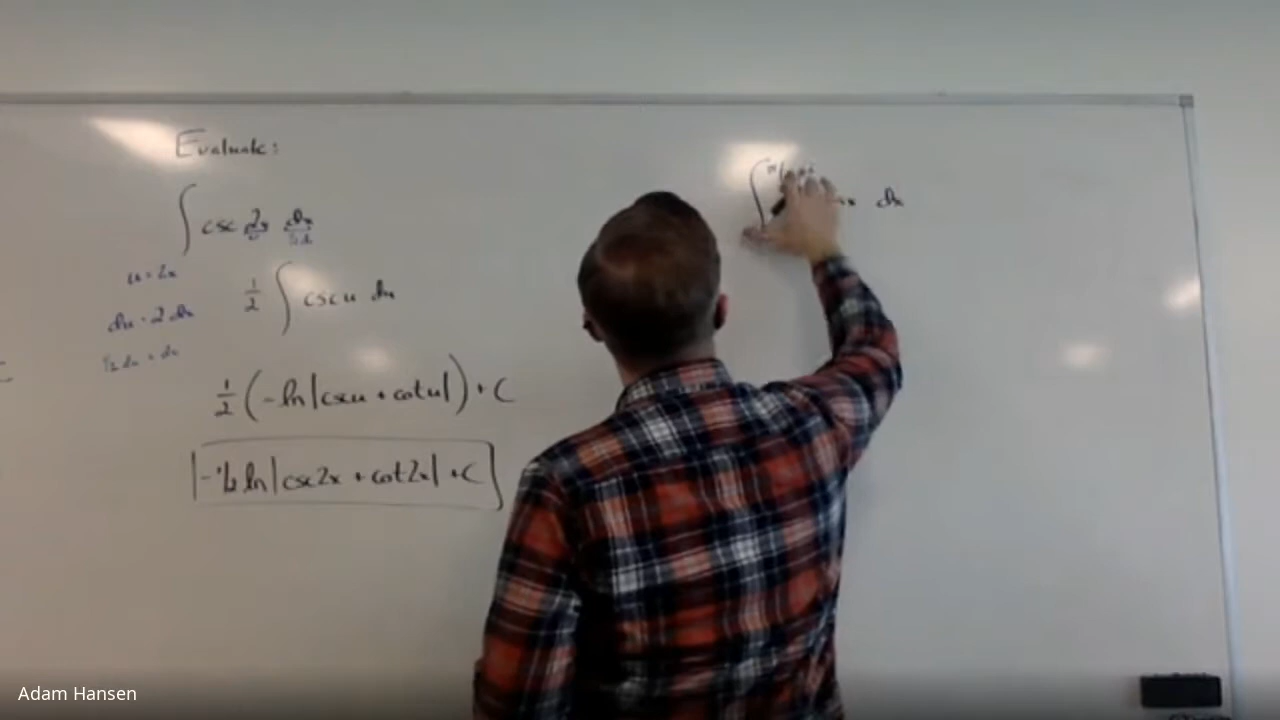 Evaluate:
∫ csc 2x dx
u = 2x
du = 2 dx
½ du = dx
1/2 ∫ csc u du
1/2 (-ln|csc u + cot u|) + C
-½ ln|csc 2x + cot 2x| + C
dx
Adam Hansen